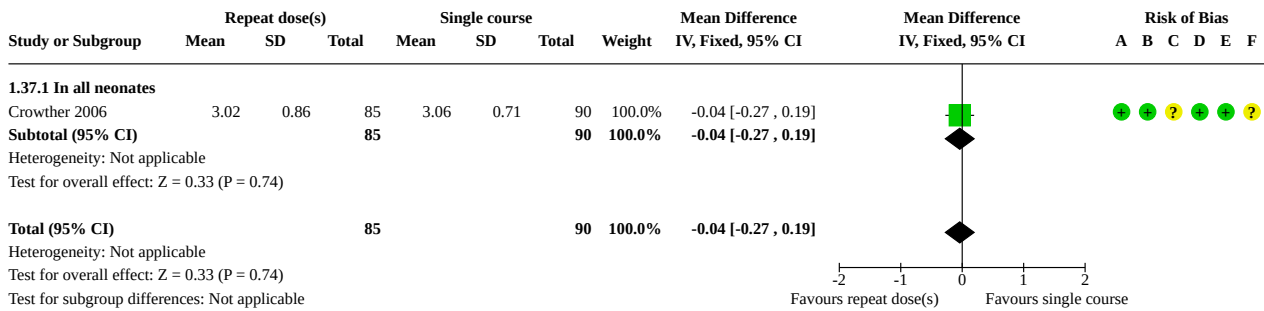 Repeat dose(s) Single course Mean Difference Mean Difference Risk of Bias
Study or Subgroup Mean SD Total Mean SD Total Weight IV, Fixed, 95% CI IV, Fixed, 95% CI A B C D E F
1.37.1 In all neonates
Crowther 2006 3.02 0.86 85 3.06 0.71 90 100.0% -0.04 [-0.27 , 0.19] + + ? + + ?
Subtotal (95% CI) 85 90 100.0% -0.04 [-0.27 , 0.19]
Heterogeneity: Not applicable
Test for overall effect: Z = 0.33 (P = 0.74)
Total (95% CI) 85 90 100.0% -0.04 [-0.27 , 0.19]
Heterogeneity: Not applicable
Test for overall effect: Z = 0.33 (P = 0.74) -2 -1 0 1 2
Test for subgroup differences: Not applicable Favours repeat dose(s) Favours single course